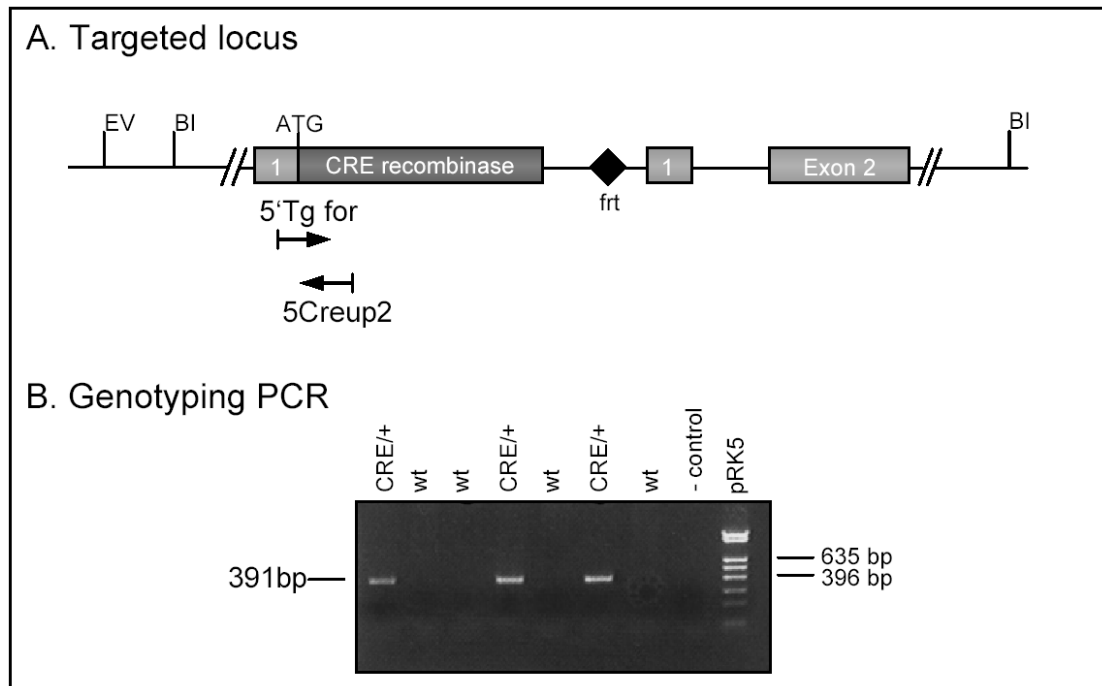 A. Targeted locus
EV BI ATG BI
1 CRE recombinase 1 Exon 2
frt
5‘Tg for
5Creup2
B. Genotyping PCR
CRE/+ wt wt CRE/+ wt CRE/+ wt - control pRK5
391bp
635 bp
396 bp